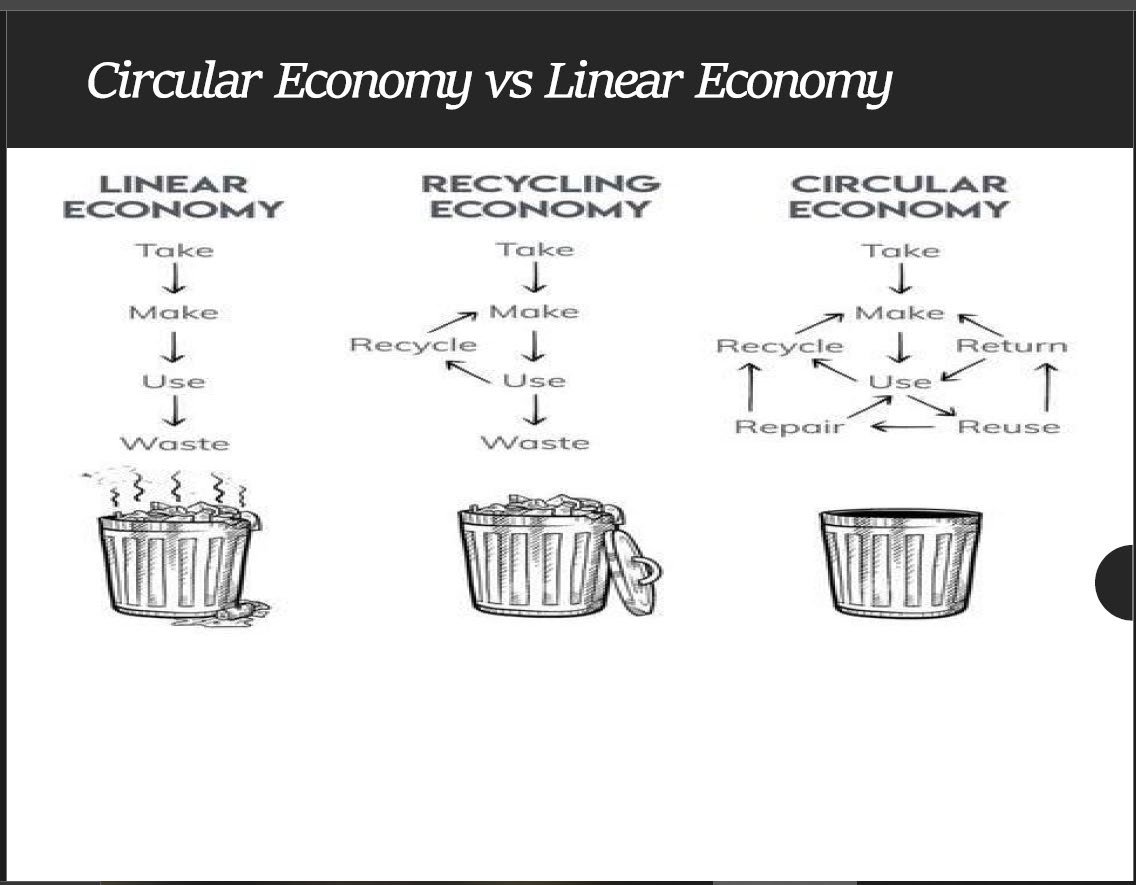 Circular Economy vs Linear Economy
LINEAR
ECONOMY
Take
Make
Use
Waste
RECYCLING
ECONOMY
Take
Make
Recycle
Use
Waste
CIRCULAR
ECONOMY
Take
Make
Recycle
Return
Use
Repair
Reuse